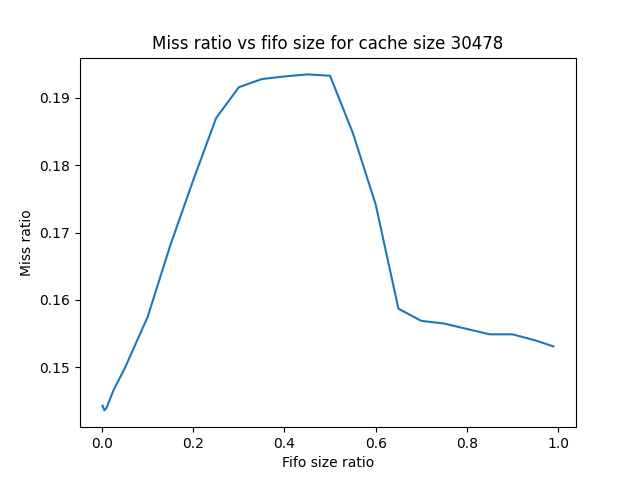 Miss ratio vs fifo size for cache size 30478
0.19
0.18
0.17
0.16
0.15
Miss ratio
0.0 0.2 0.4 0.6 0.8 1.0
Fifo size ratio